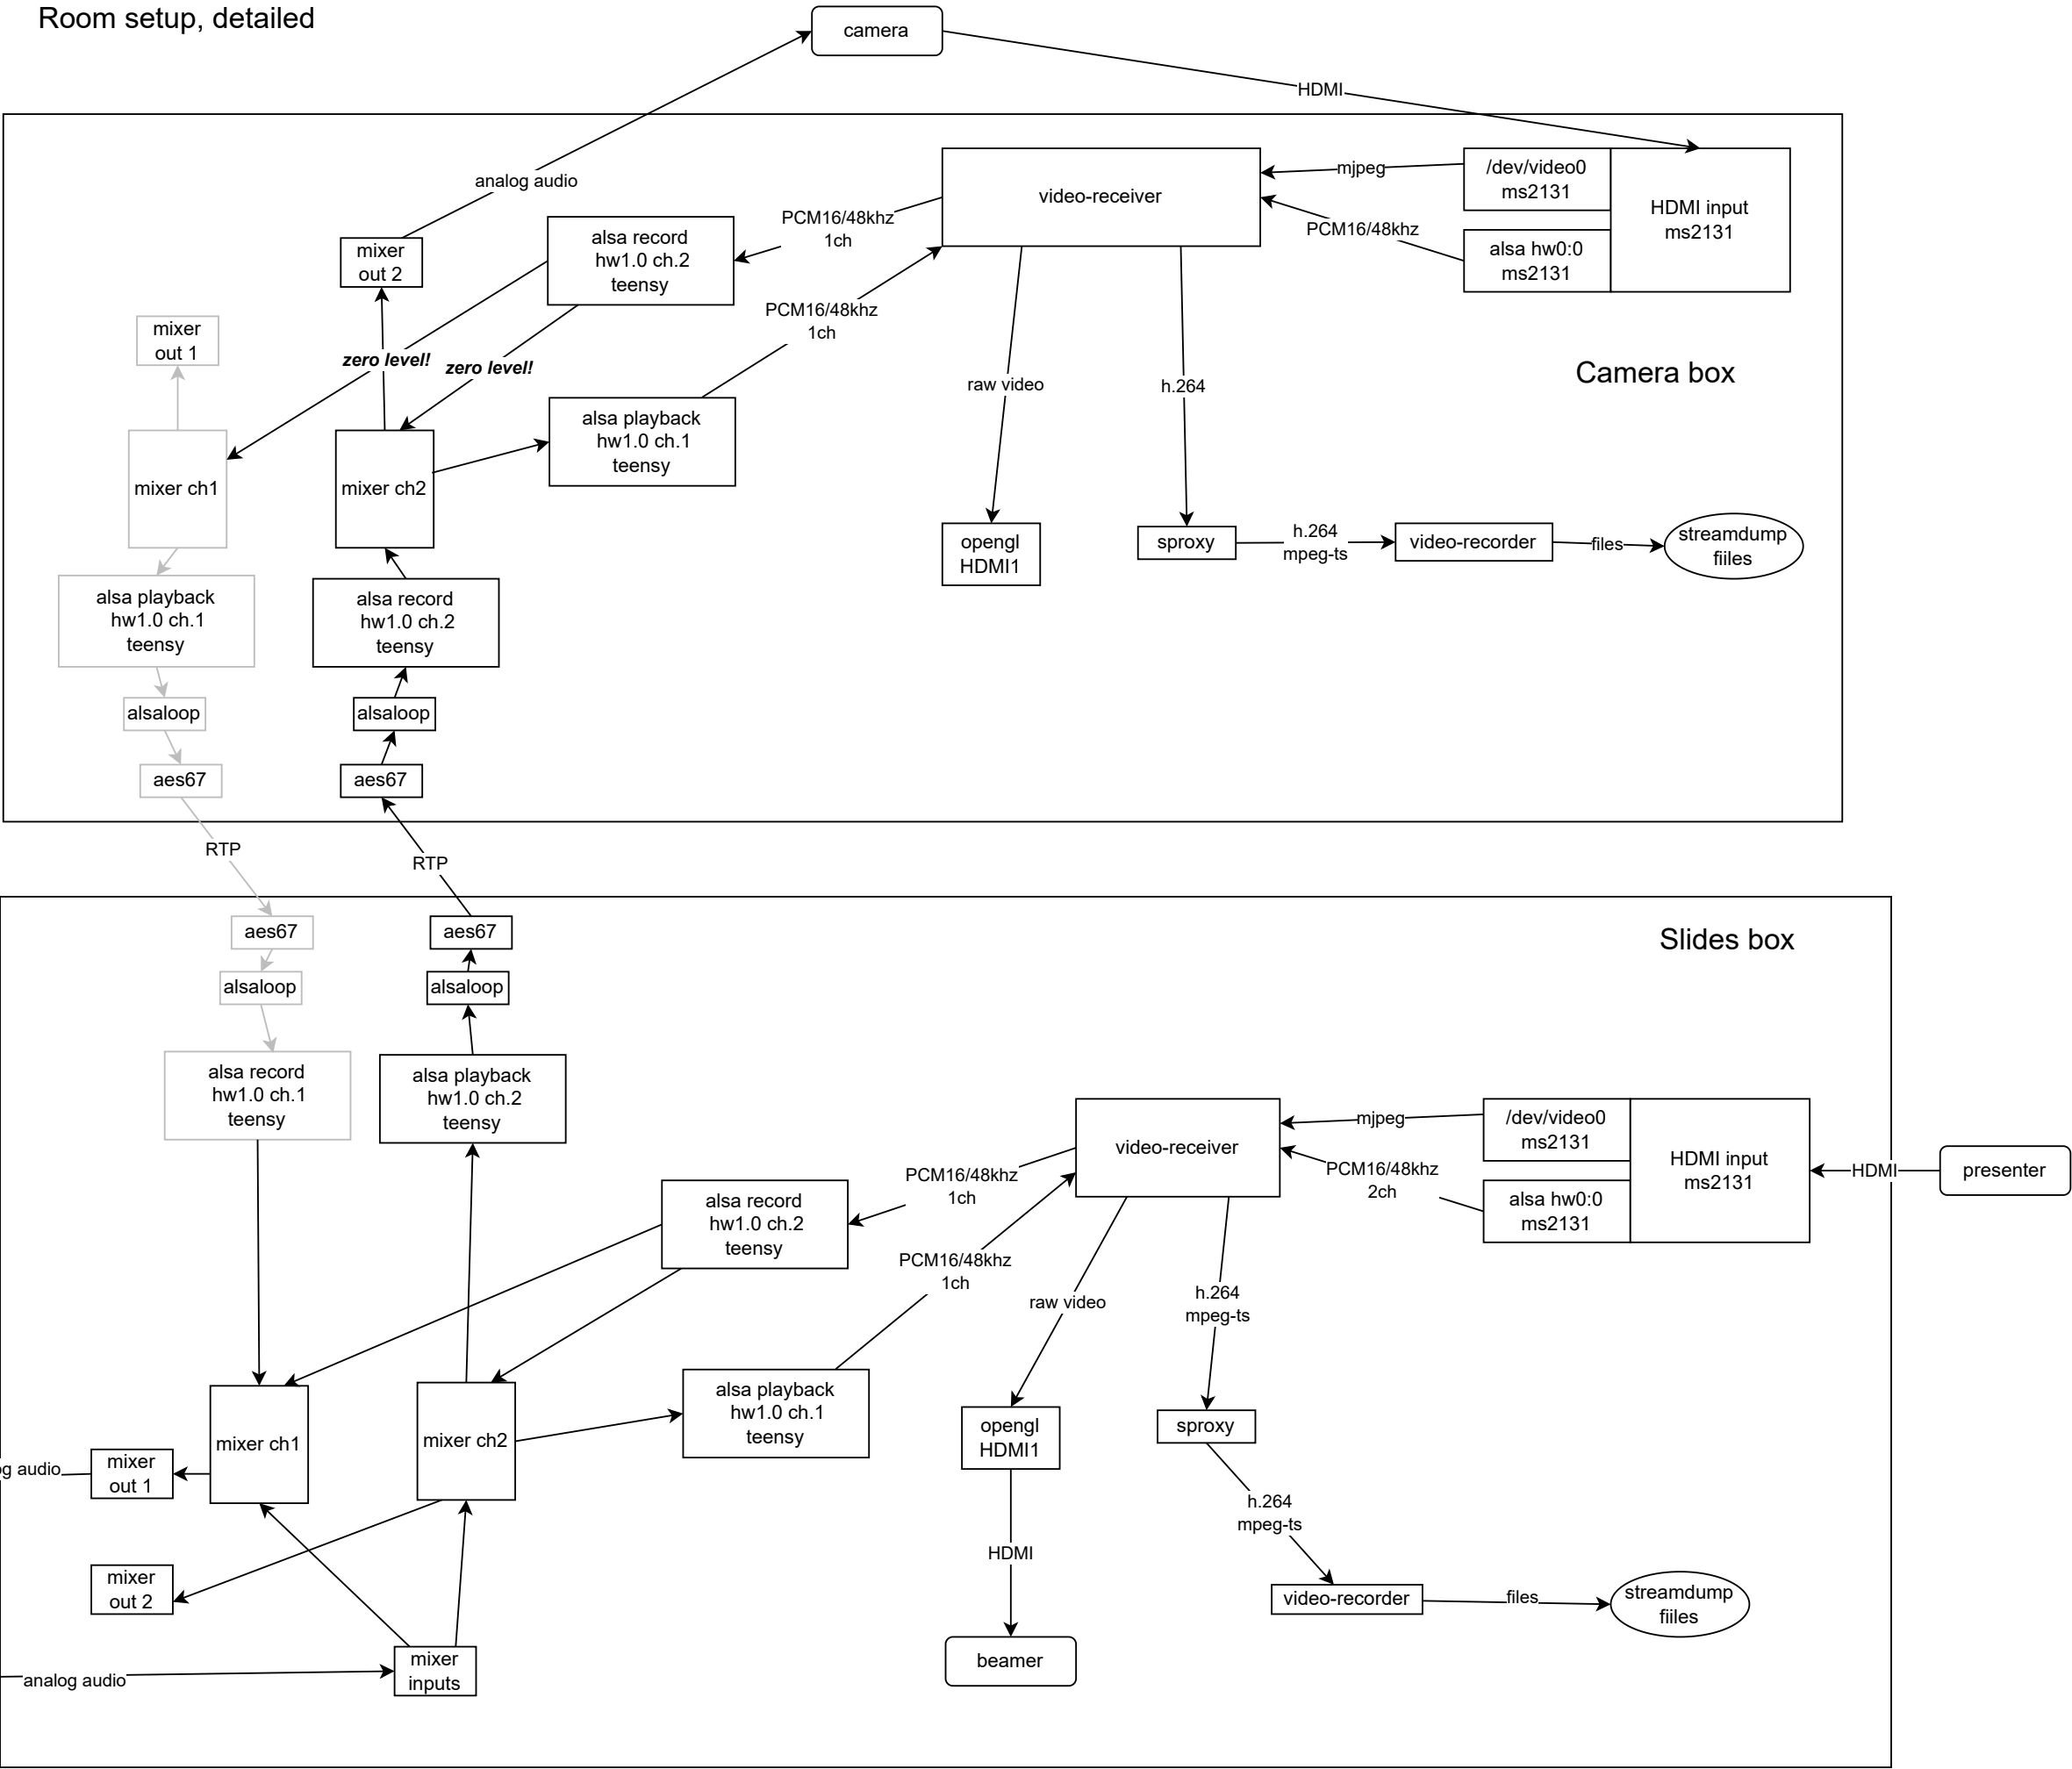 Room setup, detailed
camera
HDMI
analog audio
video-receiver
mjpeg
/dev/video0
ms2131
HDMI input
ms2131
PCM16/48khz
alsa hw0:0
ms2131
PCM16/48khz
1ch
alsa record
hw1.0 ch.2
teensy
mixer
out 2
PCM16/48khz
1ch
mixer
out 1
zero level!
zero level!
raw video
h.264
Camera box
alsa playback
hw1.0 ch.1
teensy
mixer ch1
mixer ch2
opengl
HDMI1
sproxy
h.264
mpeg-ts
video-recorder
files
streamdump
fiiles
alsa playback
hw1.0 ch.1
teensy
alsa record
hw1.0 ch.2
teensy
alsaloop
alsaloop
aes67
aes67
RTP
RTP
aes67
aes67
Slides box
alsaloop
alsaloop
alsa record
hw1.0 ch.1
teensy
alsa playback
hw1.0 ch.2
teensy
video-receiver
mjpeg
/dev/video0
ms2131
HDMI input
ms2131
HDMI
presenter
PCM16/48khz
2ch
alsa hw0:0
ms2131
PCM16/48khz
1ch
alsa record
hw1.0 ch.2
teensy
PCM16/48khz
1ch
raw video
h.264
mpeg-ts
alsa playback
hw1.0 ch.1
teensy
mixer ch1
mixer ch2
opengl
HDMI1
sproxy
og audio
mixer
out 1
h.264
mpeg-ts
HDMI
mixer
out 2
video-recorder
files
streamdump
fiiles
mixer
inputs
analog audio
beamer